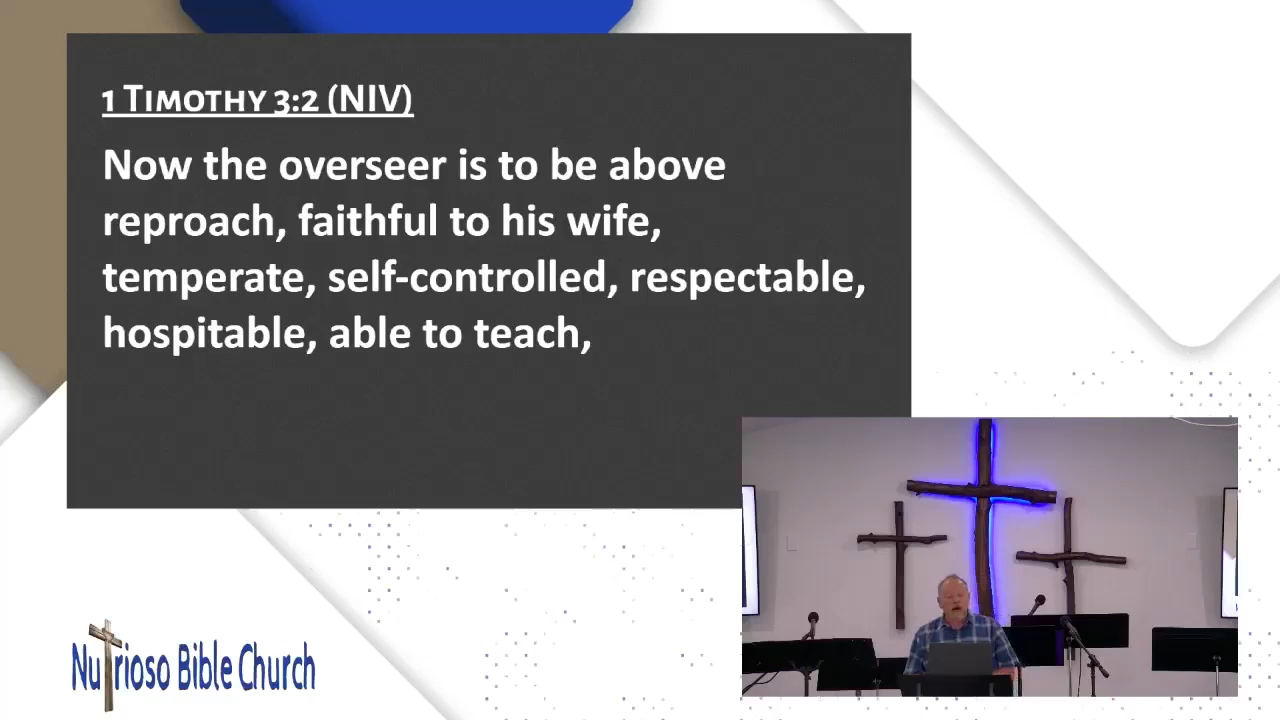 1 Timothy 3:2 (NIV)
Now the overseer is to be above
reproach, faithful to his wife,
temperate, self-controlled, respectable,
hospitable, able to teach,
Nutrioso Bible Church